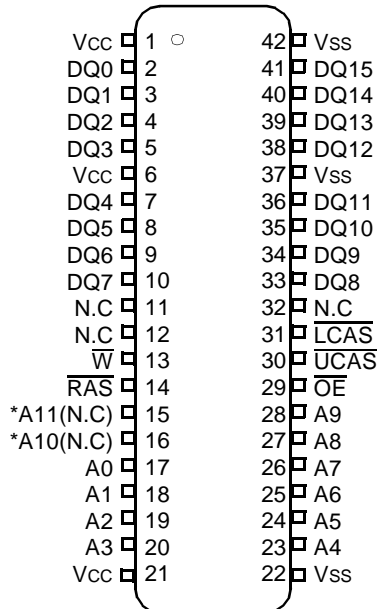 Vcc 1 42 Vss
DQ0 2 41 DQ15
DQ1 3 40 DQ14
DQ2 4 39 DQ13
DQ3 5 38 DQ12
Vcc 6 37 Vss
DQ4 7 36 DQ11
DQ5 8 35 DQ10
DQ6 9 34 DQ9
DQ7 10 33 DQ8
N.C 11 32 N.C
N.C 12 31 L̅C̅A̅S̅
W̅ 13 30 U̅C̅A̅S̅
R̅A̅S̅ 14 29 O̅E̅
*A11(N.C) 15 28 A9
*A10(N.C) 16 27 A8
A0 17 26 A7
A1 18 25 A6
A2 19 24 A5
A3 20 23 A4
Vcc 21 22 Vss